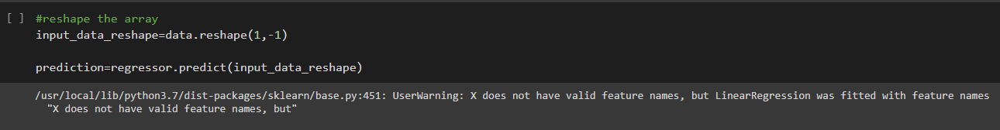 [ ] #reshape the array
input_data_reshape=data.reshape(1,-1)
prediction=regressor.predict(input_data_reshape)
/usr/local/lib/python3.7/dist-packages/sklearn/base.py:451: UserWarning: X does not have valid feature names, but LinearRegression was fitted with feature names
"X does not have valid feature names, but"